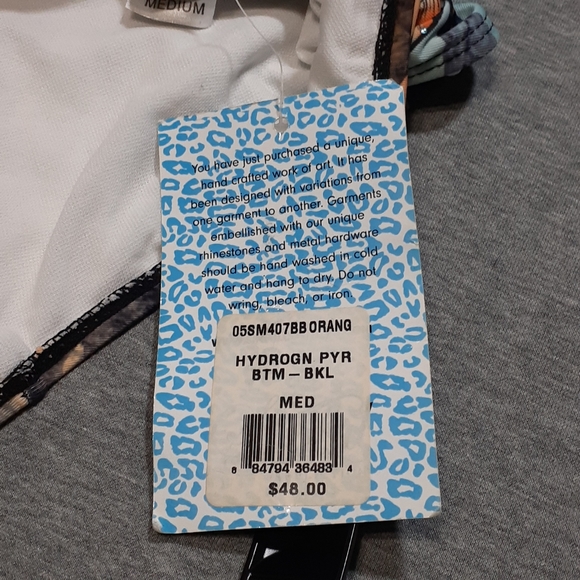 MEDIUM
You have just purchased a unique,
hand crafted work of art. It has
been designed with variations from
one garment to another. Garments
embellished with our unique
rhinestones and metal hardware
should be hand washed in cold
water and hang to dry. Do not
wring, bleach, or iron.
05SM407BBORANG
HYDROGN PYR
BTM – BKL
MED
6 84794 36483 4
$48.00